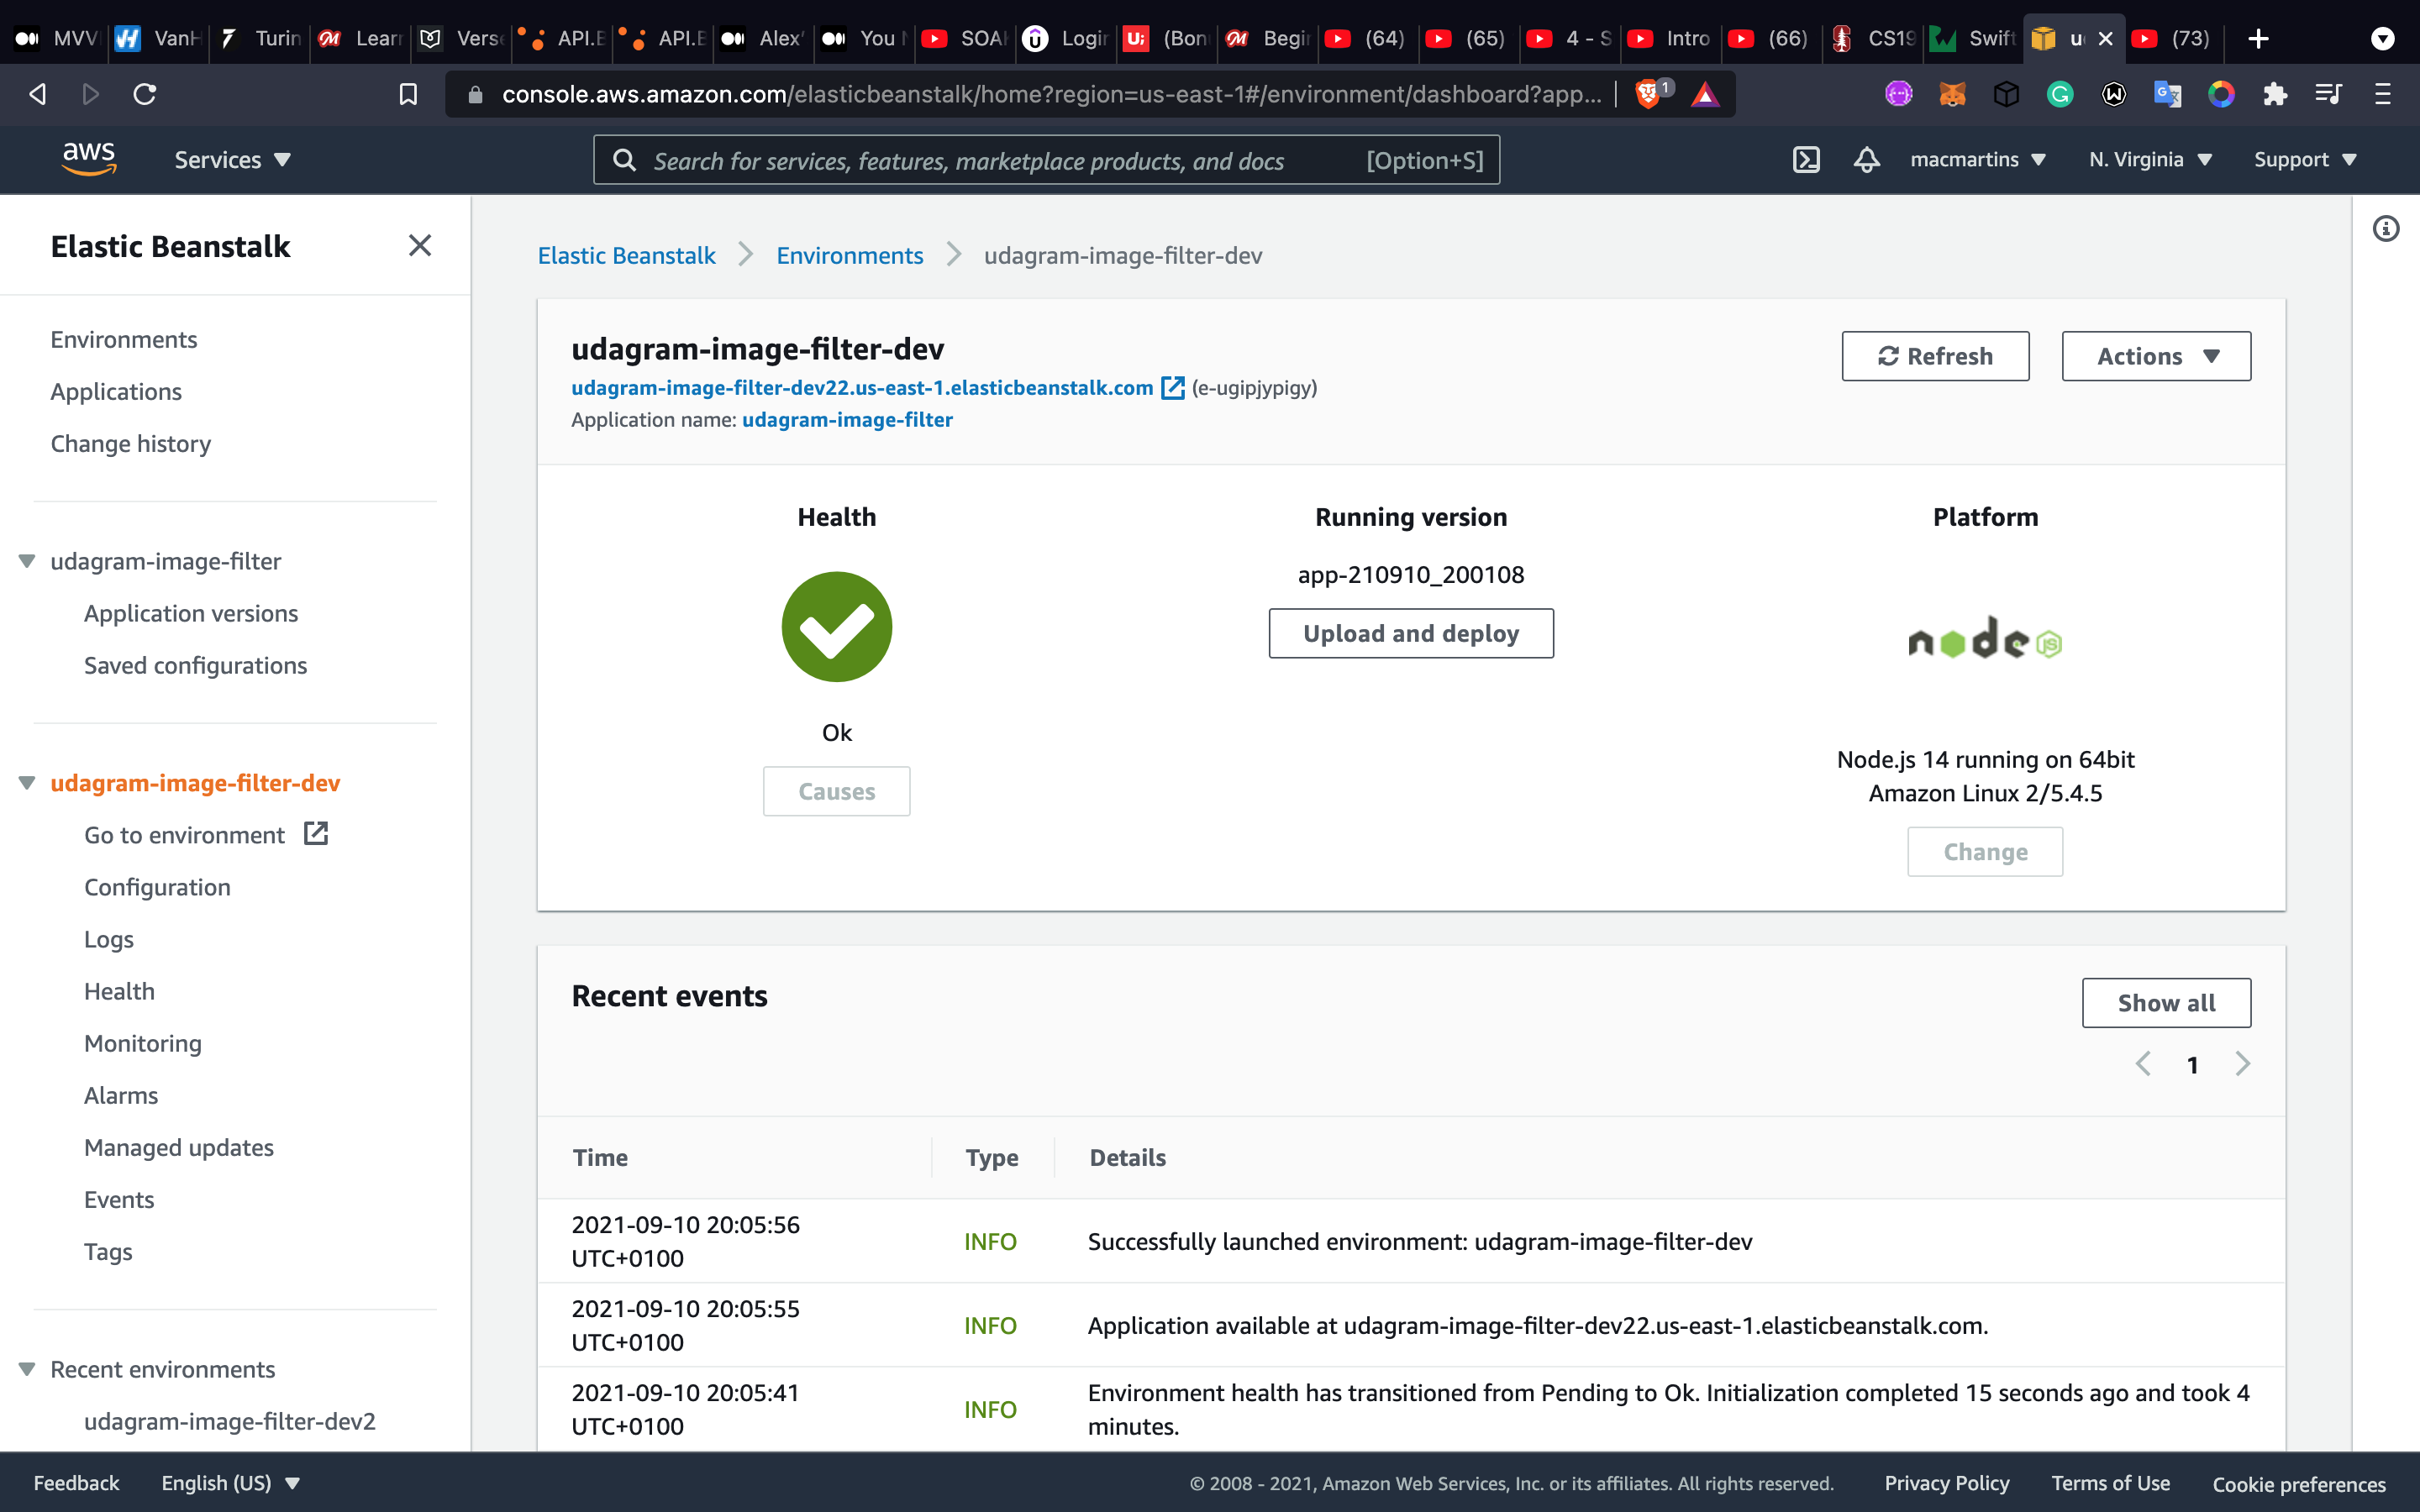 MVV
VanH
Turin
Lear
Verse
API.E
API.E
Alex'
You
SOA
Login
(Bon
Begin
(64)
(65)
4 - S
Intro
(66)
CS19
Swift
(73)
console.aws.amazon.com/elasticbeanstalk/home?region=us-east-1#/environment/dashboard?app...
1
aws
Services
Search for services, features, marketplace products, and docs
[Option+S]
macmartins
N. Virginia
Support
Elastic Beanstalk
Environments
Applications
Change history
udagram-image-filter
Application versions
Saved configurations
udagram-image-filter-dev
Go to environment
Configuration
Logs
Health
Monitoring
Alarms
Managed updates
Events
Tags
Recent environments
udagram-image-filter-dev2
Elastic Beanstalk > Environments > udagram-image-filter-dev
udagram-image-filter-dev
udagram-image-filter-dev22.us-east-1.elasticbeanstalk.com (e-ugipjypigy)
Application name: udagram-image-filter
Refresh
Actions
Health
Ok
Causes
Running version
app-210910_200108
Upload and deploy
Platform
node JS
Node.js 14 running on 64bit
Amazon Linux 2/5.4.5
Change
Recent events
Show all
1
Time Type Details
2021-09-10 20:05:56
UTC+0100
INFO
Successfully launched environment: udagram-image-filter-dev
2021-09-10 20:05:55
UTC+0100
INFO
Application available at udagram-image-filter-dev22.us-east-1.elasticbeanstalk.com.
2021-09-10 20:05:41
UTC+0100
INFO
Environment health has transitioned from Pending to Ok. Initialization completed 15 seconds ago and took 4
minutes.
Feedback
English (US)
© 2008 - 2021, Amazon Web Services, Inc. or its affiliates. All rights reserved.
Privacy Policy
Terms of Use
Cookie preferences